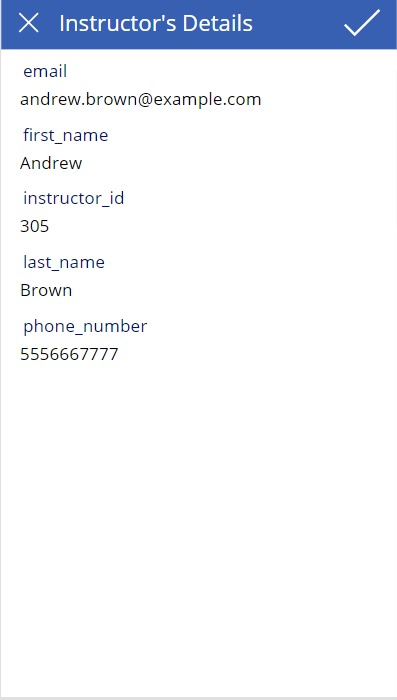 Instructor's Details
email
andrew.brown@example.com
first_name
Andrew
instructor_id
305
last_name
Brown
phone_number
5556667777